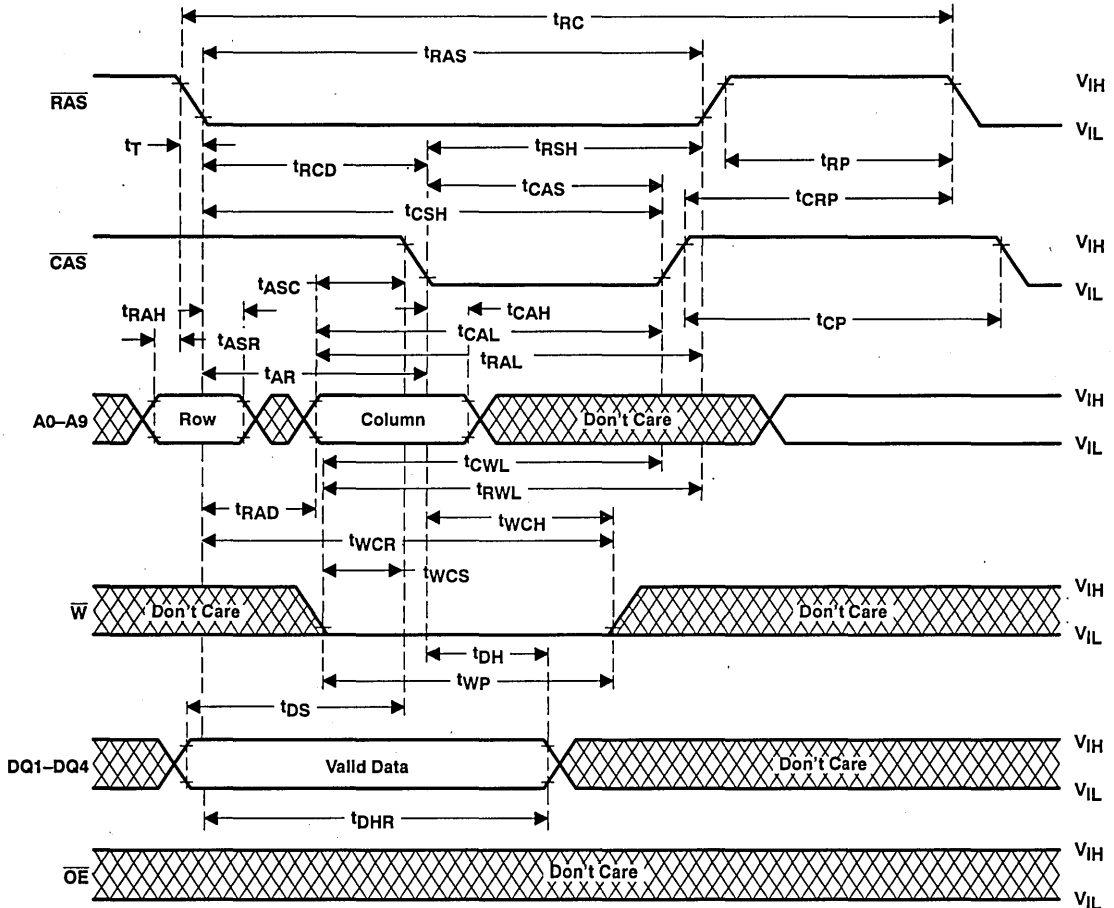 tRC
tRAS
RAS
VIH
VIL
tT
tRSH
tRCD
tRP
tCAS
tCRP
tCSH
CAS
VIH
VIL
tASC
tRAH
tCAH
tASR
tCAL
tCP
tRAL
tAR
A0–A9
Row
Column
Don't Care
VIH
VIL
tCWL
tRWL
tRAD
tWCH
tWCR
tWCS
W
Don't Care
Don't Care
VIH
VIL
tDH
tWP
tDS
DQ1–DQ4
Valid Data
Don't Care
VIH
VIL
tDHR
OE
Don't Care
VIH
VIL